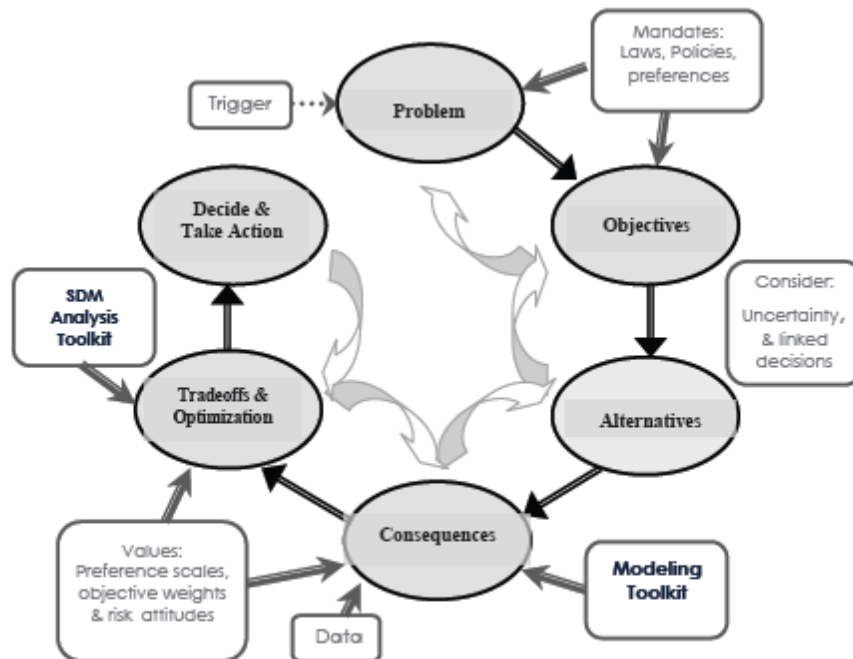 Mandates:
Laws, Policies,
preferences
Trigger
Problem
Decide &
Take Action
Objectives
SDM
Analysis
Toolkit
Consider:
Uncertainty,
& linked
decisions
Tradeoffs &
Optimization
Alternatives
Consequences
Values:
Preference scales,
objective weights
& risk attitudes
Modeling
Toolkit
Data